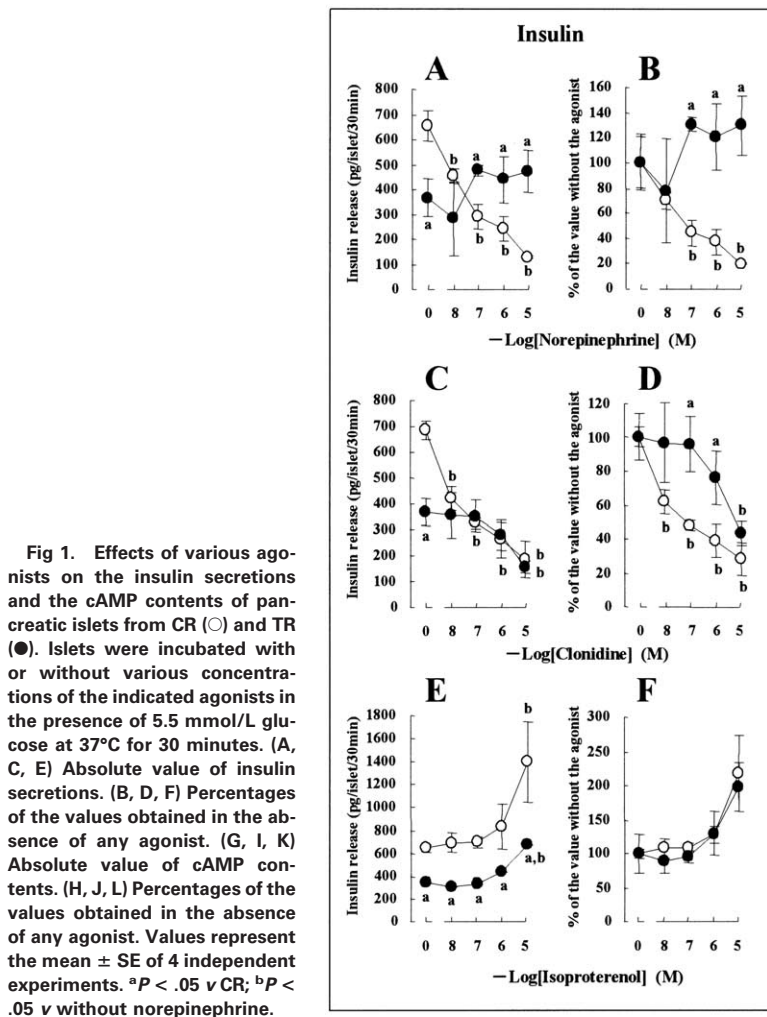 Fig 1. Effects of various ago-
nists on the insulin secretions
and the cAMP contents of pan-
creatic islets from CR (○) and TR
(●). Islets were incubated with
or without various concentra-
tions of the indicated agonists in
the presence of 5.5 mmol/L glu-
cose at 37°C for 30 minutes. (A,
C, E) Absolute value of insulin
secretions. (B, D, F) Percentages
of the values obtained in the ab-
sence of any agonist. (G, I, K)
Absolute value of cAMP con-
tents. (H, J, L) Percentages of the
values obtained in the absence
of any agonist. Values represent
the mean ± SE of 4 independent
experiments. ᵃP < .05 v CR; ᵇP <
.05 v without norepinephrine.
Insulin
A
Insulin release (pg/islet/30min)
800
700
600
500
400
300
200
100
0
b
a
a
a
a
b
b
b
0 8 7 6 5
B
% of the value without the agonist
160
140
120
100
80
60
40
20
0
a
a
a
b
b
b
0 8 7 6 5
−Log[Norepinephrine] (M)
C
Insulin release (pg/islet/30min)
800
700
600
500
400
300
200
100
0
b
a
b
b
b
b
0 8 7 6 5
D
% of the value without the agonist
120
100
80
60
40
20
0
a
a
b
b
b
b
b
0 8 7 6 5
−Log[Clonidine] (M)
E
Insulin release (pg/islet/30min)
1800
1600
1400
1200
1000
800
600
400
200
0
b
a
a
a
a
a,b
0 8 7 6 5
F
% of the value without the agonist
300
250
200
150
100
50
0
0 8 7 6 5
−Log[Isoproterenol] (M)